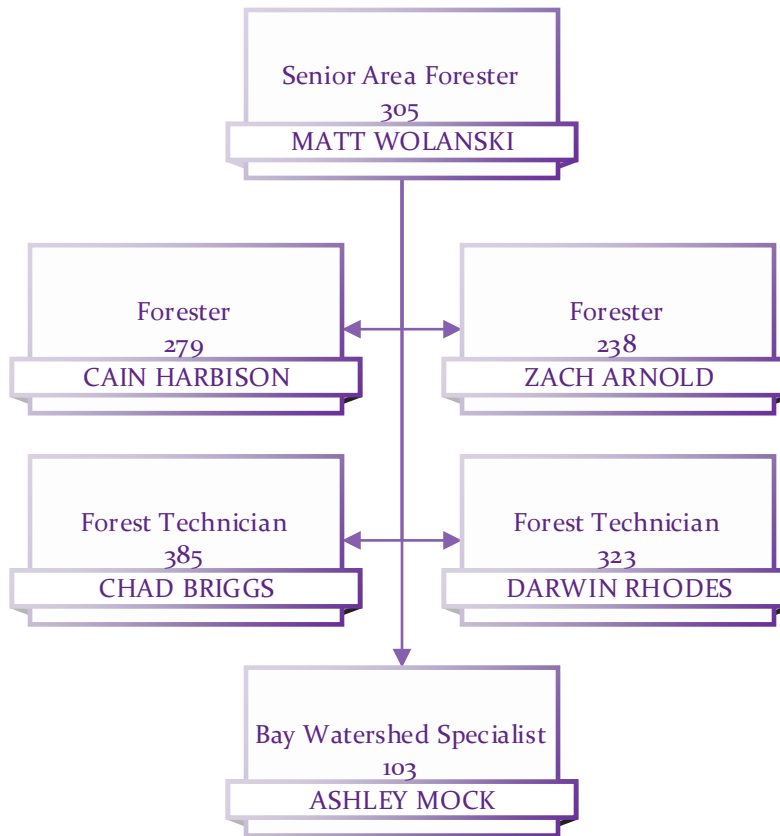 Senior Area Forester
305
MATT WOLANSKI
Forester
279
CAIN HARBISON
Forester
238
ZACH ARNOLD
Forest Technician
385
CHAD BRIGGS
Forest Technician
323
DARWIN RHODES
Bay Watershed Specialist
103
ASHLEY MOCK